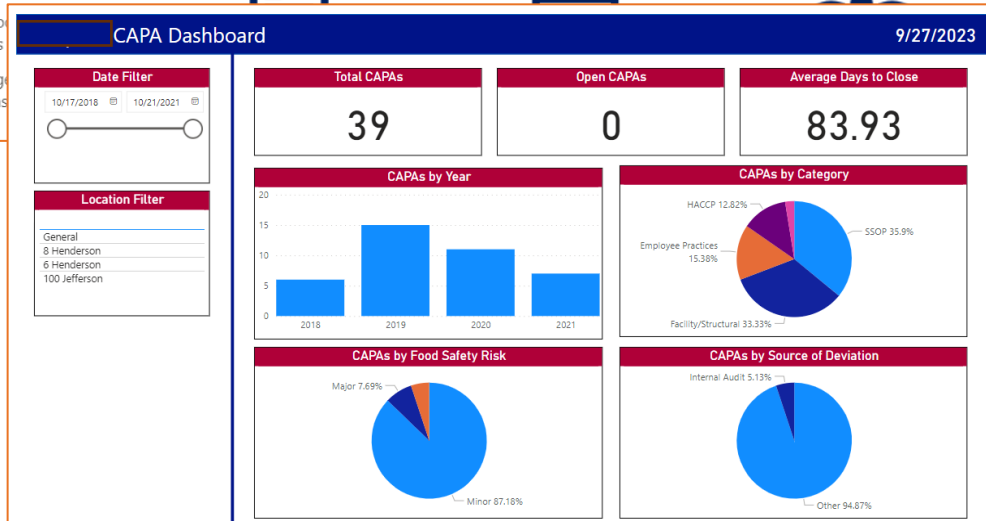 CAPA Dashboard
9/27/2023
Date Filter
10/17/2018
10/21/2021
Location Filter
General
8 Henderson
6 Henderson
100 Jefferson
Total CAPAs
39
Open CAPAs
0
Average Days to Close
83.93
CAPAs by Year
20
15
10
5
0
2018
2019
2020
2021
CAPAs by Category
HACCP 12.82%
SSOP 35.9%
Employee Practices
15.38%
Facility/Structural 33.33%
CAPAs by Food Safety Risk
Major 7.69%
Minor 87.18%
CAPAs by Source of Deviation
Internal Audit 5.13%
Other 94.87%